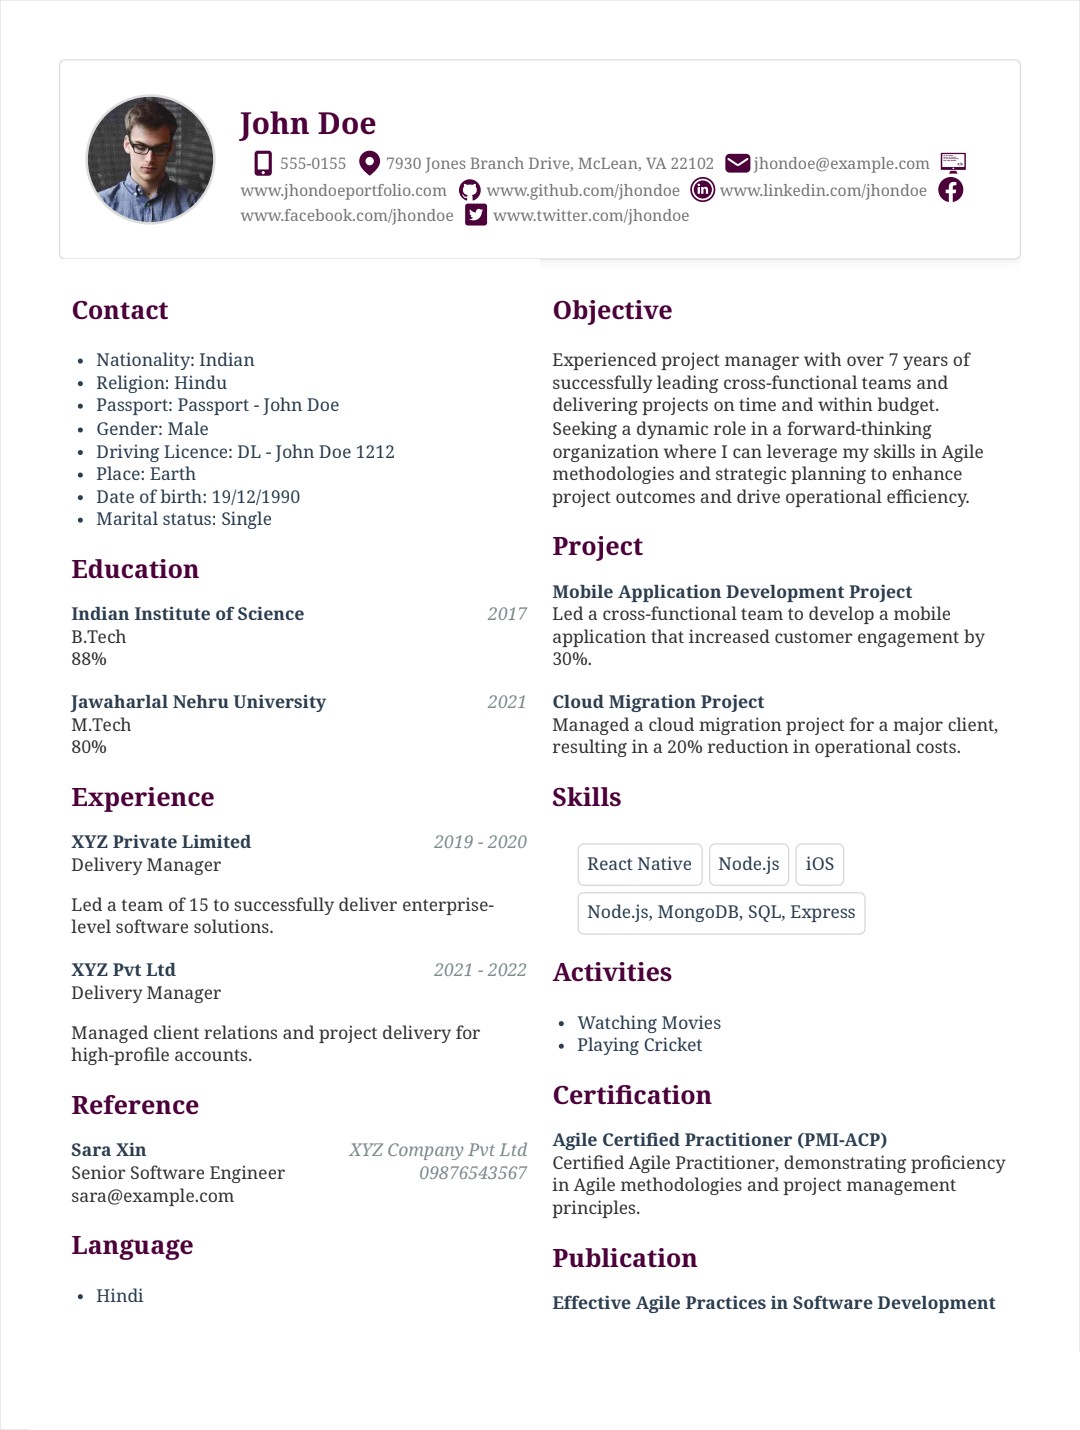 John Doe
555-0155 7930 Jones Branch Drive, McLean, VA 22102 jhondoe@example.com
www.jhondoeportfolio.com www.github.com/jhondoe www.linkedin.com/jhondoe
www.facebook.com/jhondoe www.twitter.com/jhondoe
Contact
• Nationality: Indian
• Religion: Hindu
• Passport: Passport - John Doe
• Gender: Male
• Driving Licence: DL - John Doe 1212
• Place: Earth
• Date of birth: 19/12/1990
• Marital status: Single
Education
Indian Institute of Science 2017
B.Tech
88%
Jawaharlal Nehru University 2021
M.Tech
80%
Experience
XYZ Private Limited 2019 - 2020
Delivery Manager
Led a team of 15 to successfully deliver enterprise-
level software solutions.
XYZ Pvt Ltd 2021 - 2022
Delivery Manager
Managed client relations and project delivery for
high-profile accounts.
Reference
Sara Xin XYZ Company Pvt Ltd
Senior Software Engineer 09876543567
sara@example.com
Language
• Hindi
Objective
Experienced project manager with over 7 years of
successfully leading cross-functional teams and
delivering projects on time and within budget.
Seeking a dynamic role in a forward-thinking
organization where I can leverage my skills in Agile
methodologies and strategic planning to enhance
project outcomes and drive operational efficiency.
Project
Mobile Application Development Project
Led a cross-functional team to develop a mobile
application that increased customer engagement by
30%.
Cloud Migration Project
Managed a cloud migration project for a major client,
resulting in a 20% reduction in operational costs.
Skills
React Native Node.js iOS
Node.js, MongoDB, SQL, Express
Activities
• Watching Movies
• Playing Cricket
Certification
Agile Certified Practitioner (PMI-ACP)
Certified Agile Practitioner, demonstrating proficiency
in Agile methodologies and project management
principles.
Publication
Effective Agile Practices in Software Development